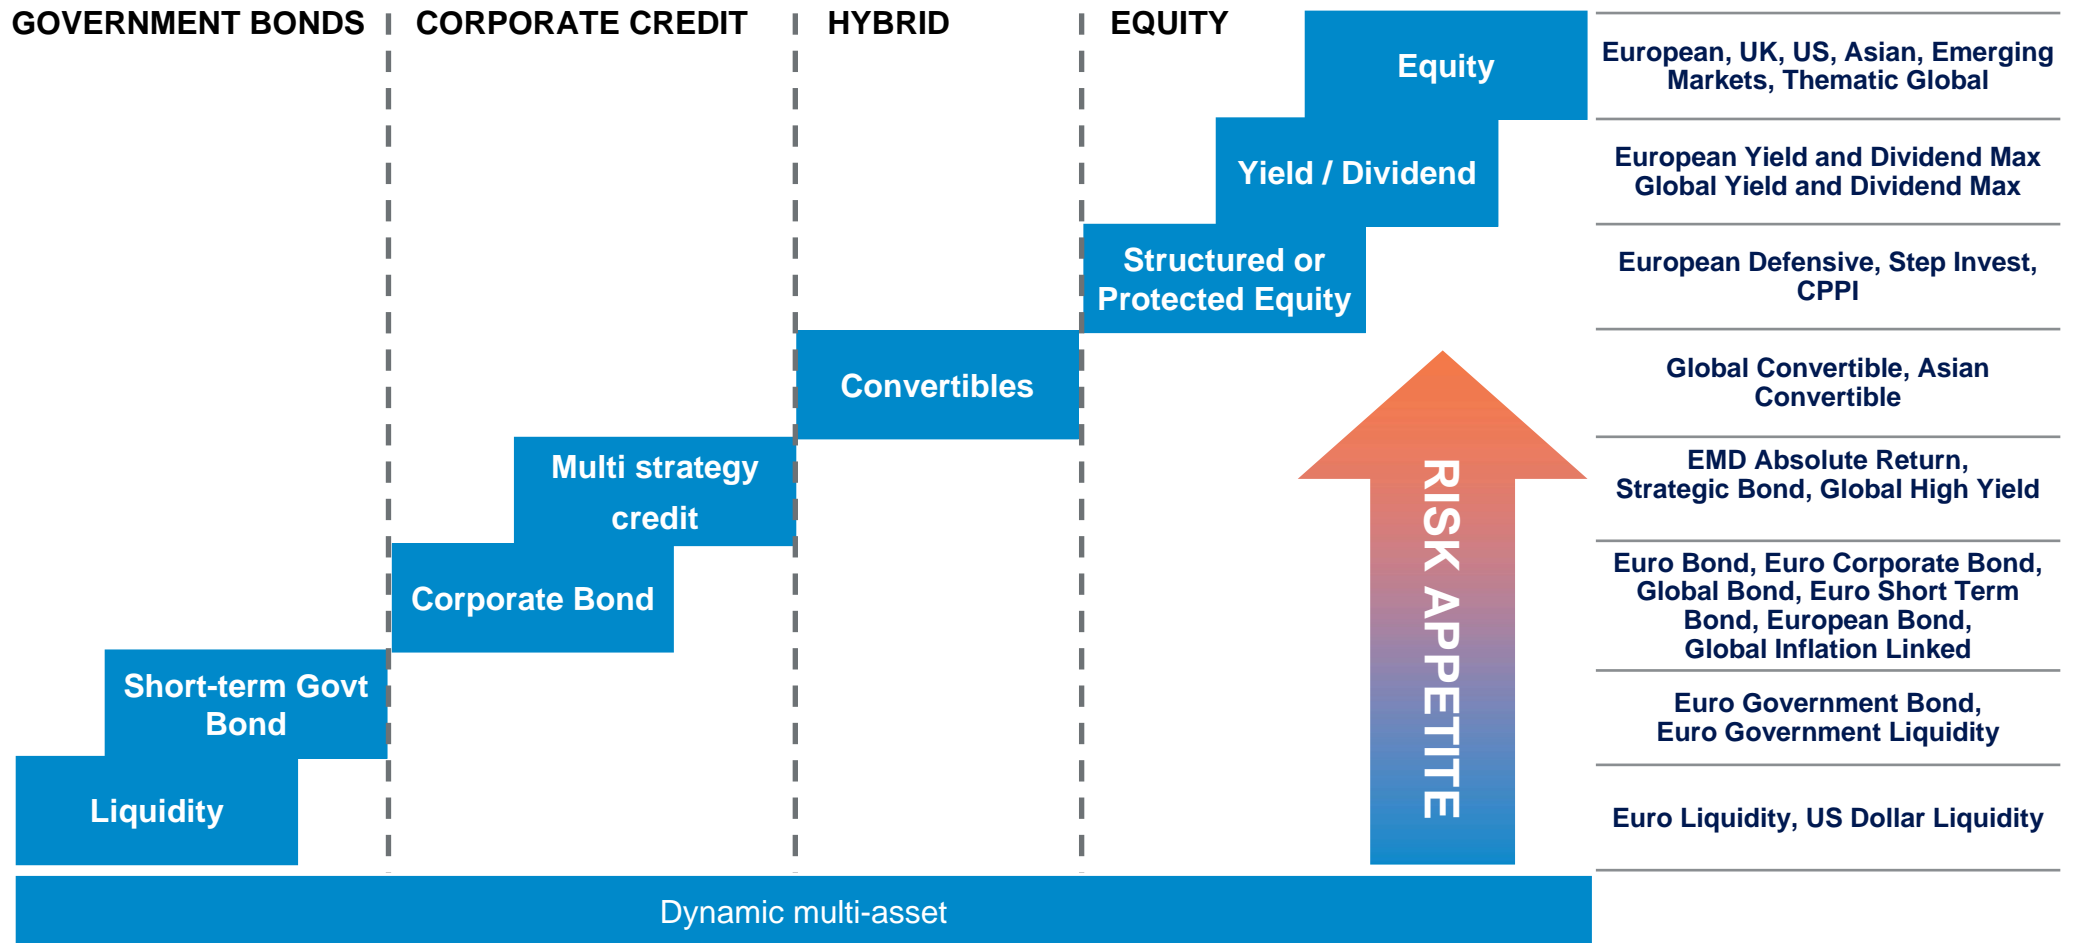 GOVERNMENT BONDS
CORPORATE CREDIT
HYBRID
EQUITY
Equity
European, UK, US, Asian, Emerging
Markets, Thematic Global
Yield / Dividend
European Yield and Dividend Max
Global Yield and Dividend Max
Structured or
Protected Equity
European Defensive, Step Invest,
CPPI
Convertibles
Global Convertible, Asian
Convertible
Multi strategy
credit
EMD Absolute Return,
Strategic Bond, Global High Yield
Corporate Bond
Euro Bond, Euro Corporate Bond,
Global Bond, Euro Short Term
Bond, European Bond,
Global Inflation Linked
Short-term Govt
Bond
Euro Government Bond,
Euro Government Liquidity
Liquidity
Euro Liquidity, US Dollar Liquidity
RISK APPETITE
Dynamic multi-asset